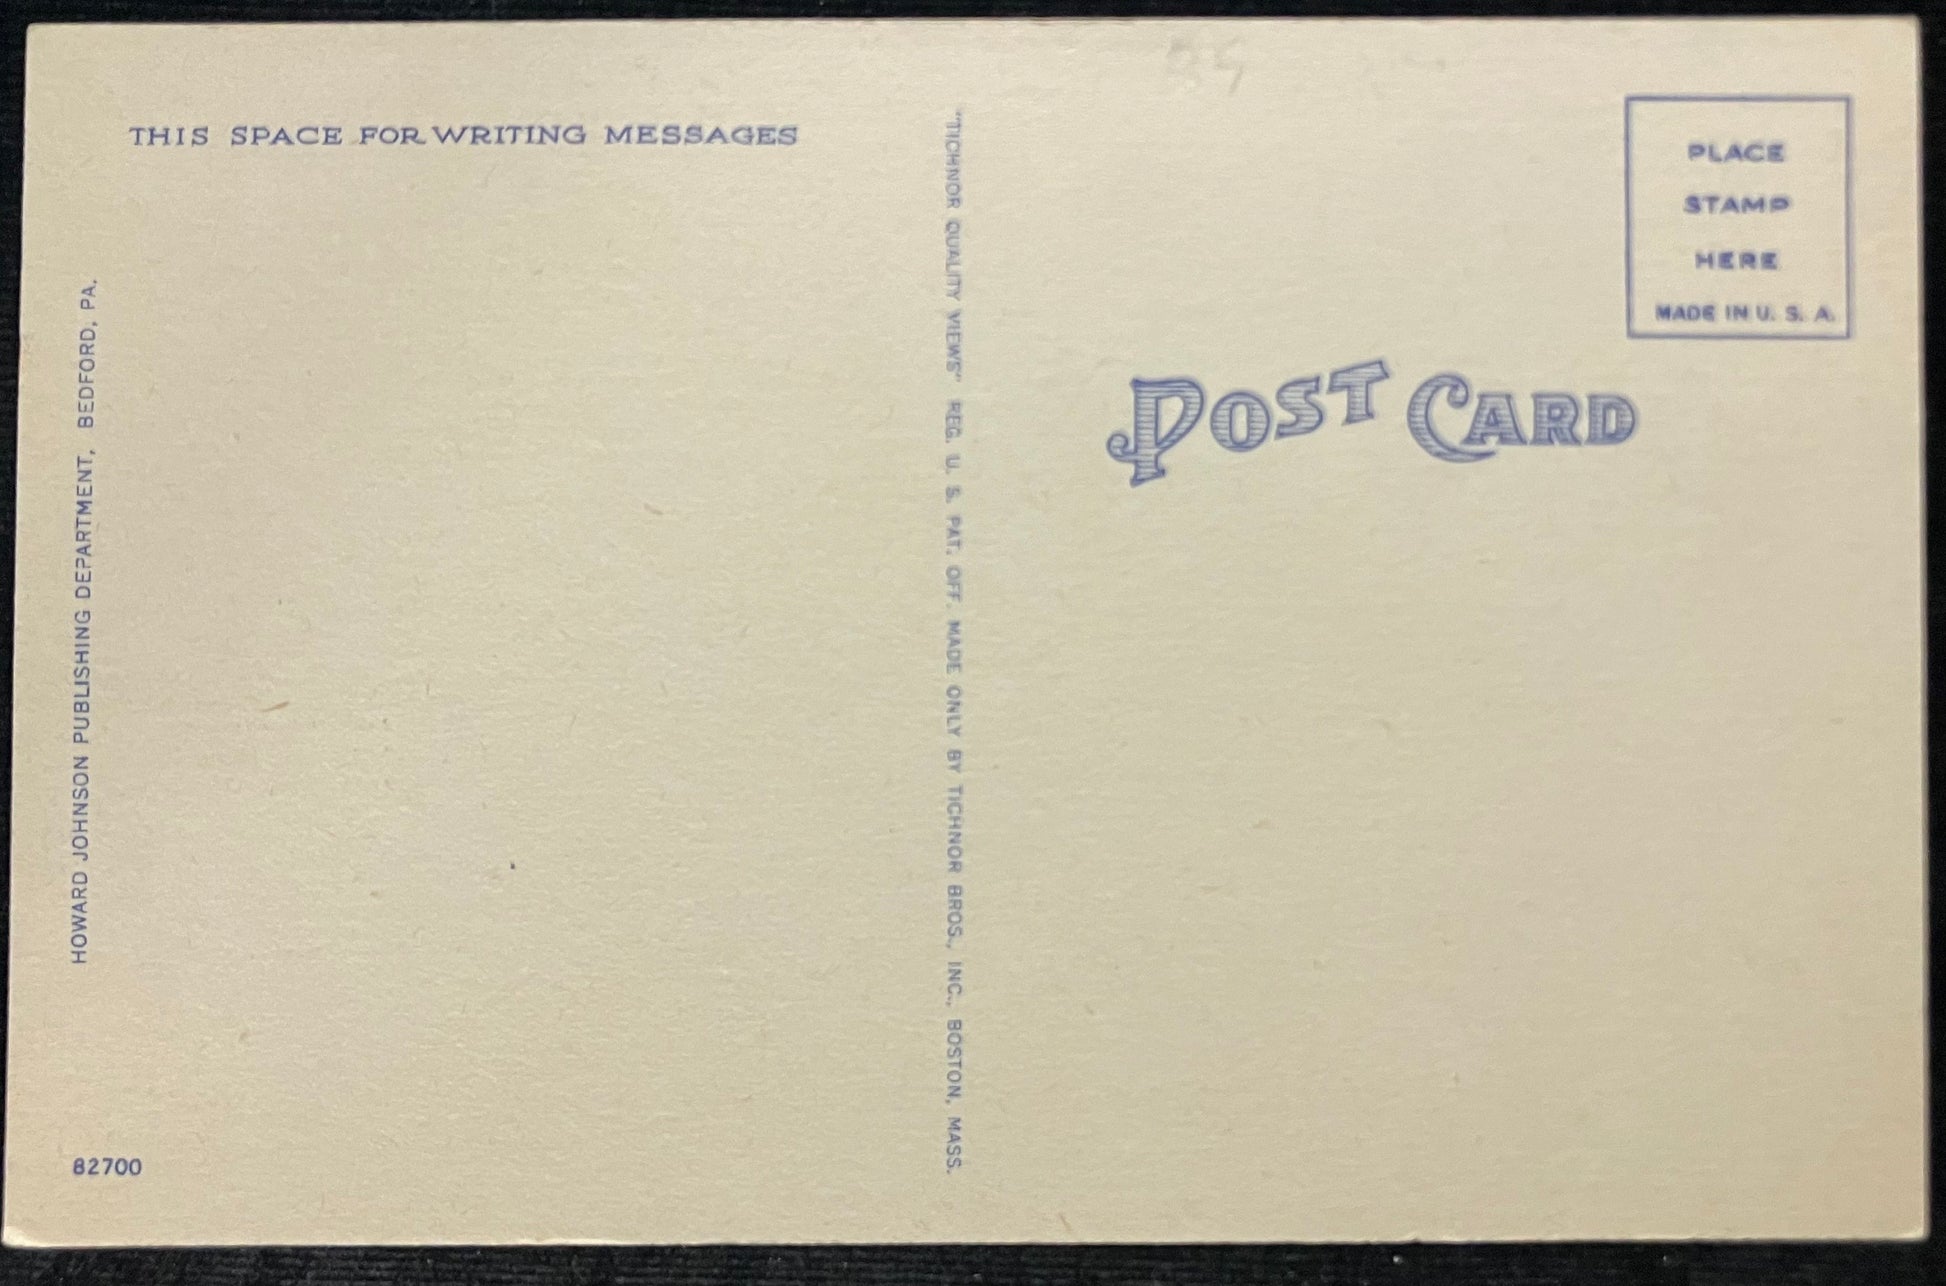 THIS SPACE FOR WRITING MESSAGES
HOWARD JOHNSON PUBLISHING DEPARTMENT, BEDFORD, PA.
82700
"TICHNOR QUALITY VIEWS" REG. U. S. PAT. OFF. MADE ONLY BY TICHNOR BROS., INC., BOSTON, MASS.
POST CARD
PLACE
STAMP
HERE
MADE IN U. S. A.